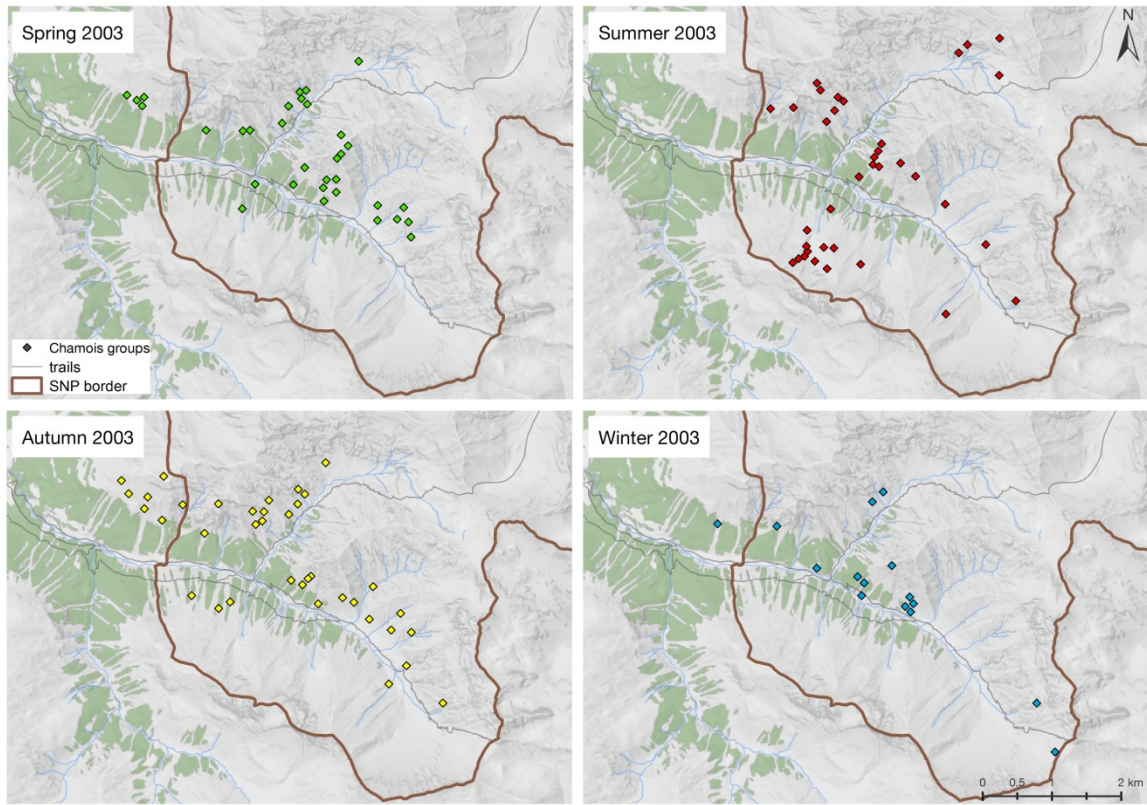 Spring 2003
Summer 2003
N
Chamois groups
trails
SNP border
Autumn 2003
Winter 2003
0 0.5 1 2 km